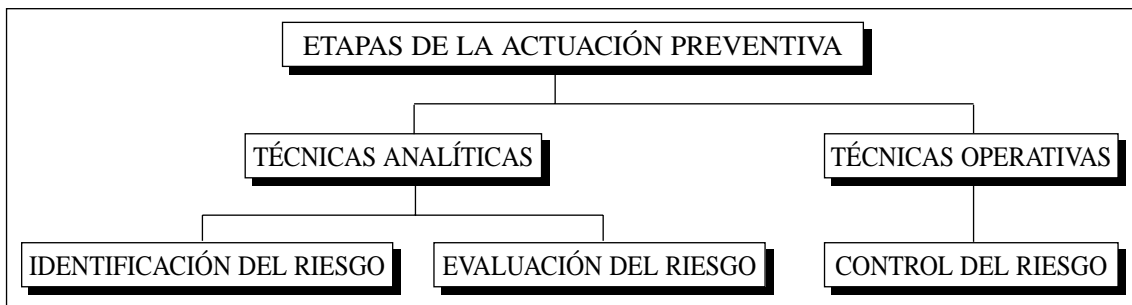 ETAPAS DE LA ACTUACIÓN PREVENTIVA
TÉCNICAS ANALÍTICAS
TÉCNICAS OPERATIVAS
IDENTIFICACIÓN DEL RIESGO
EVALUACIÓN DEL RIESGO
CONTROL DEL RIESGO